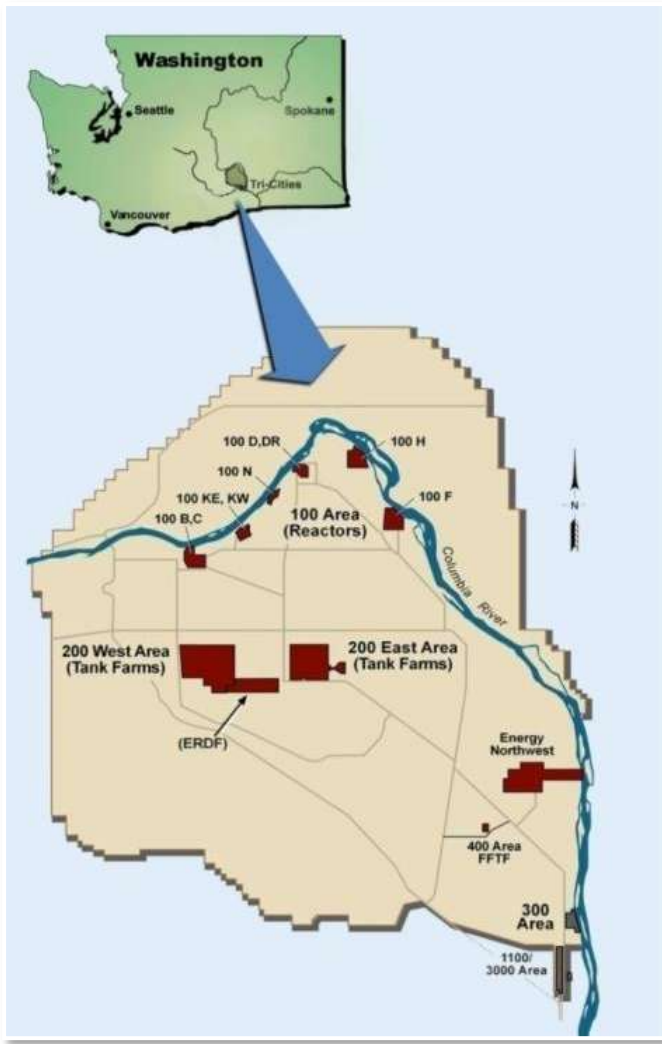 Washington
Seattle
Spokane
Tri-Cities
Vancouver
100 D,DR
100 H
100 N
100 KE, KW
100 F
100 B,C
100 Area
(Reactors)
N
Columbia River
200 West Area
(Tank Farms)
200 East Area
(Tank Farms)
(ERDF)
Energy
Northwest
400 Area
FFTF
300
Area
1100/
3000 Area